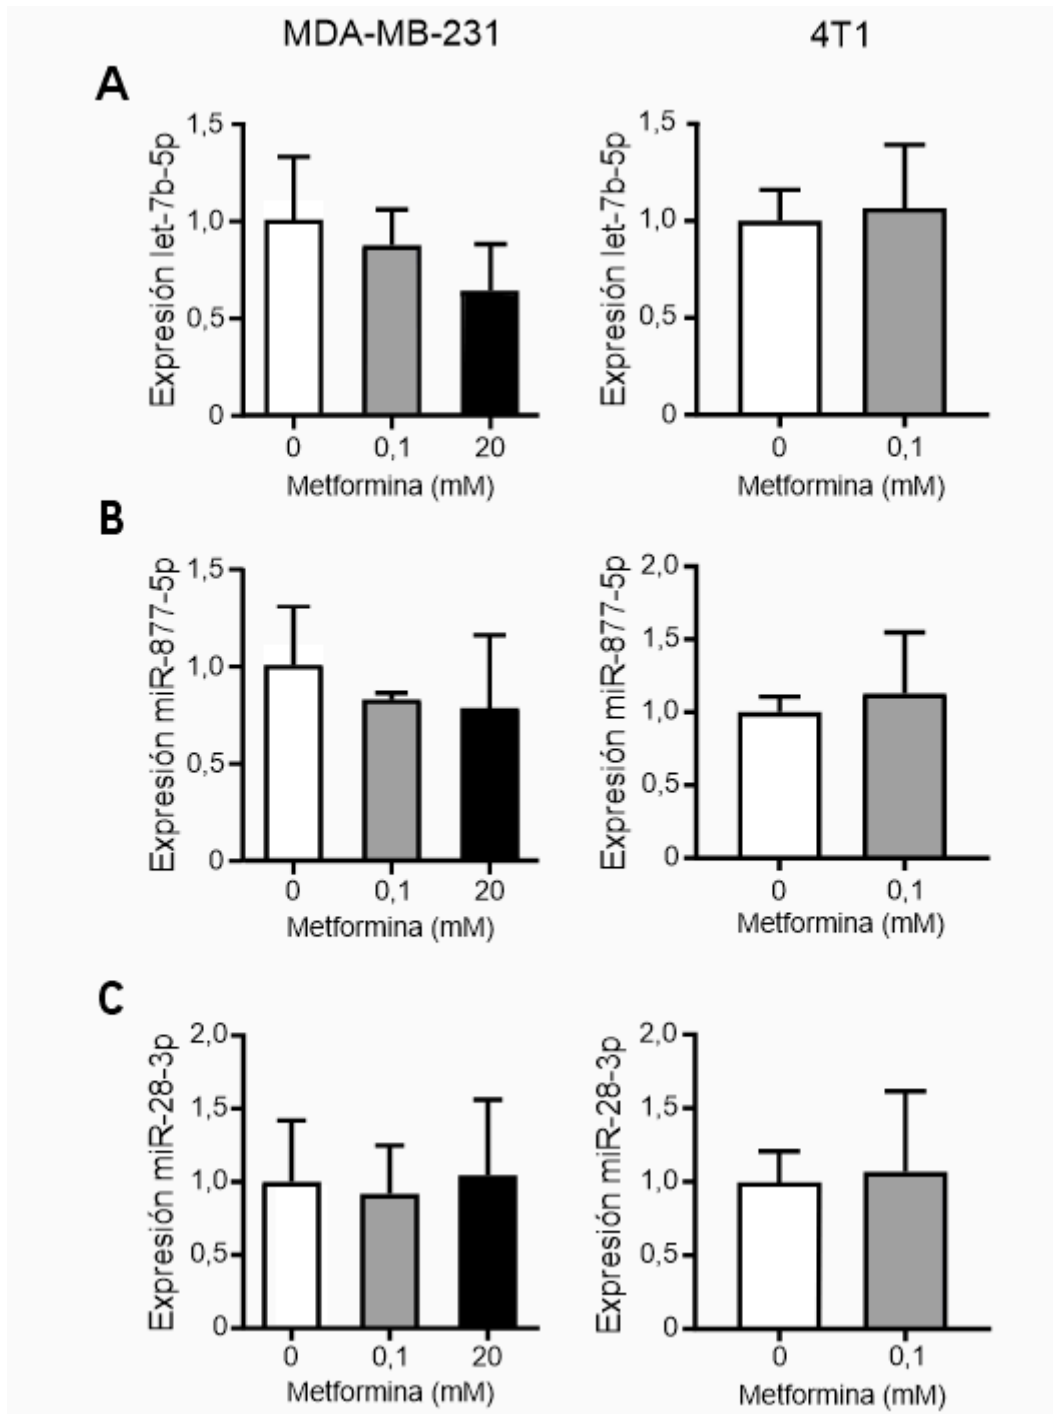 MDA-MB-231
4T1
A
Expresión let-7b-5p
1,5
1,0
0,5
0
0 0,1 20
Metformina (mM)
Expresión let-7b-5p
1,5
1,0
0,5
0
0 0,1
Metformina (mM)
B
Expresión miR-877-5p
1,5
1,0
0,5
0
0 0,1 20
Metformina (mM)
Expresión miR-877-5p
2,0
1,5
1,0
0,5
0
0 0,1
Metformina (mM)
C
Expresión miR-28-3p
2,0
1,5
1,0
0,5
0
0 0,1 20
Metformina (mM)
Expresión miR-28-3p
2,0
1,5
1,0
0,5
0
0 0,1
Metformina (mM)